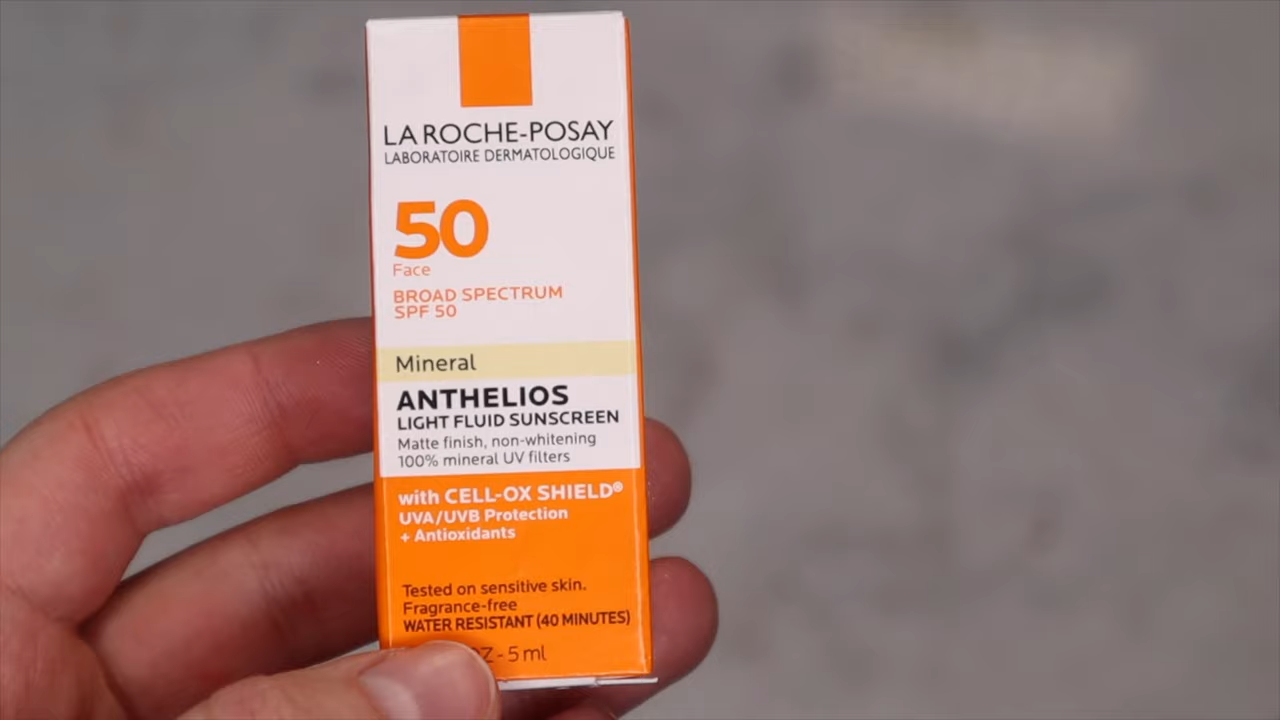 LA ROCHE-POSAY
LABORATOIRE DERMATOLOGIQUE
50
Face
BROAD SPECTRUM
SPF 50
Mineral
ANTHELIOS
LIGHT FLUID SUNSCREEN
Matte finish, non-whitening
100% mineral UV filters
with CELL-OX SHIELD®
UVA/UVB Protection
+ Antioxidants
Tested on sensitive skin.
Fragrance-free
WATER RESISTANT (40 MINUTES)
- 5 ml